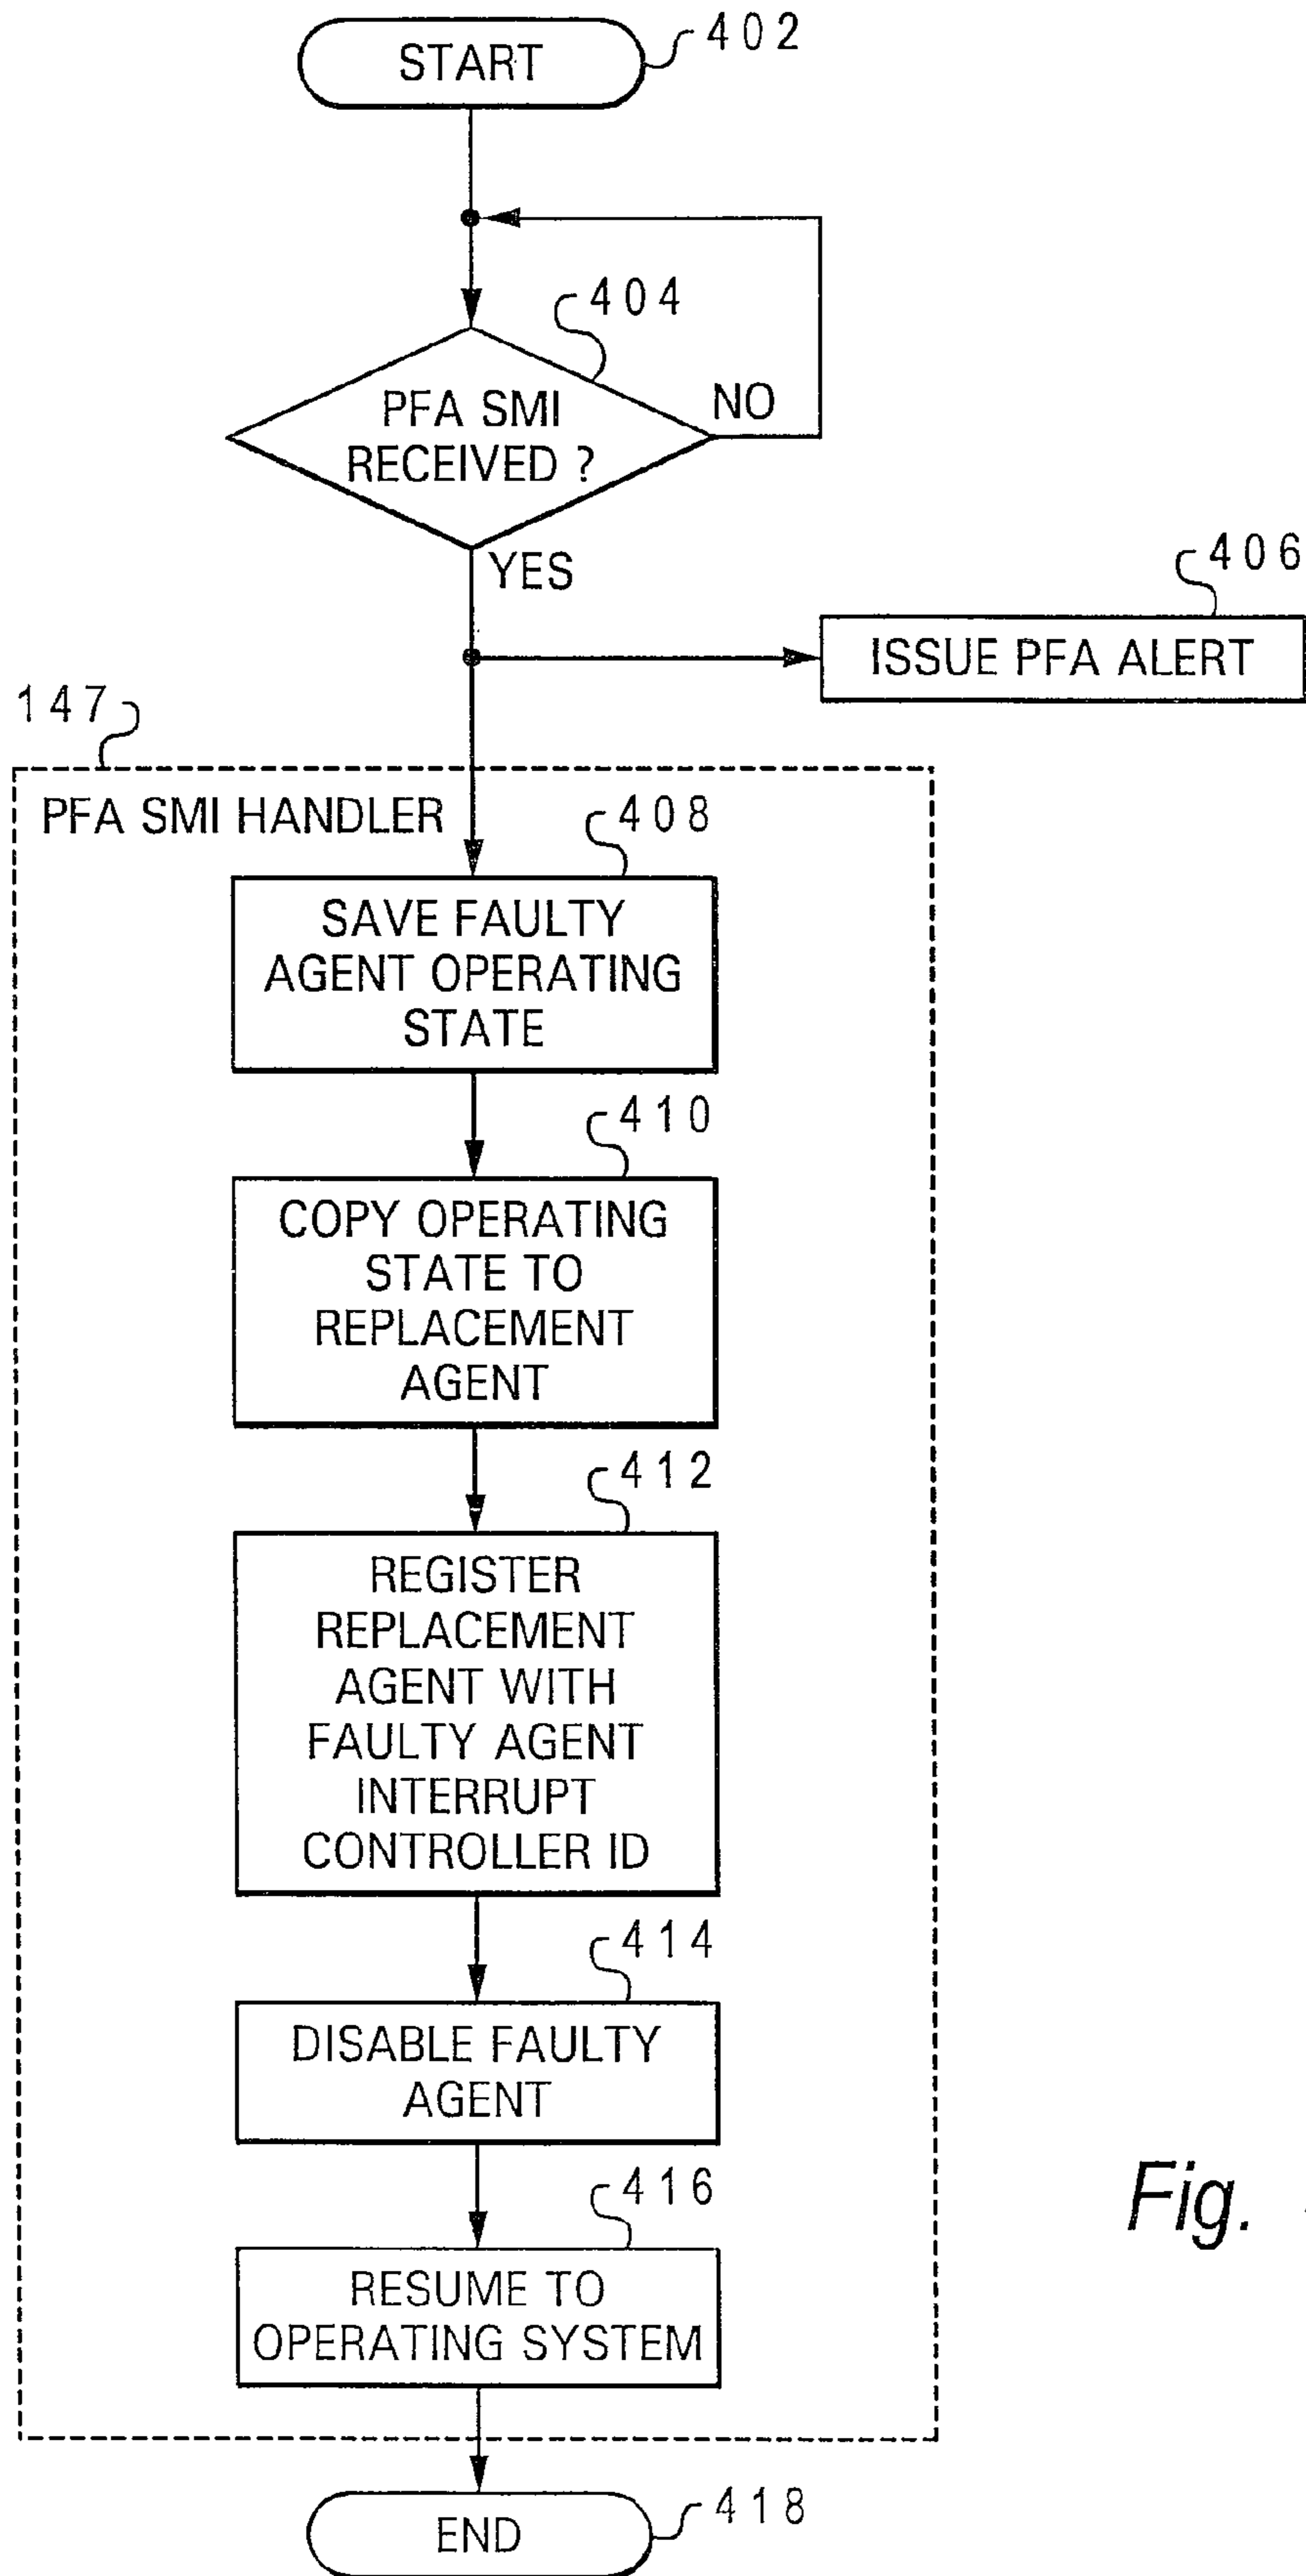 START
402
404
PFA SMI
RECEIVED ?
NO
YES
406
ISSUE PFA ALERT
147
PFA SMI HANDLER
408
SAVE FAULTY
AGENT OPERATING
STATE
410
COPY OPERATING
STATE TO
REPLACEMENT
AGENT
412
REGISTER
REPLACEMENT
AGENT WITH
FAULTY AGENT
INTERRUPT
CONTROLLER ID
414
DISABLE FAULTY
AGENT
416
RESUME TO
OPERATING SYSTEM
Fig.
END
418